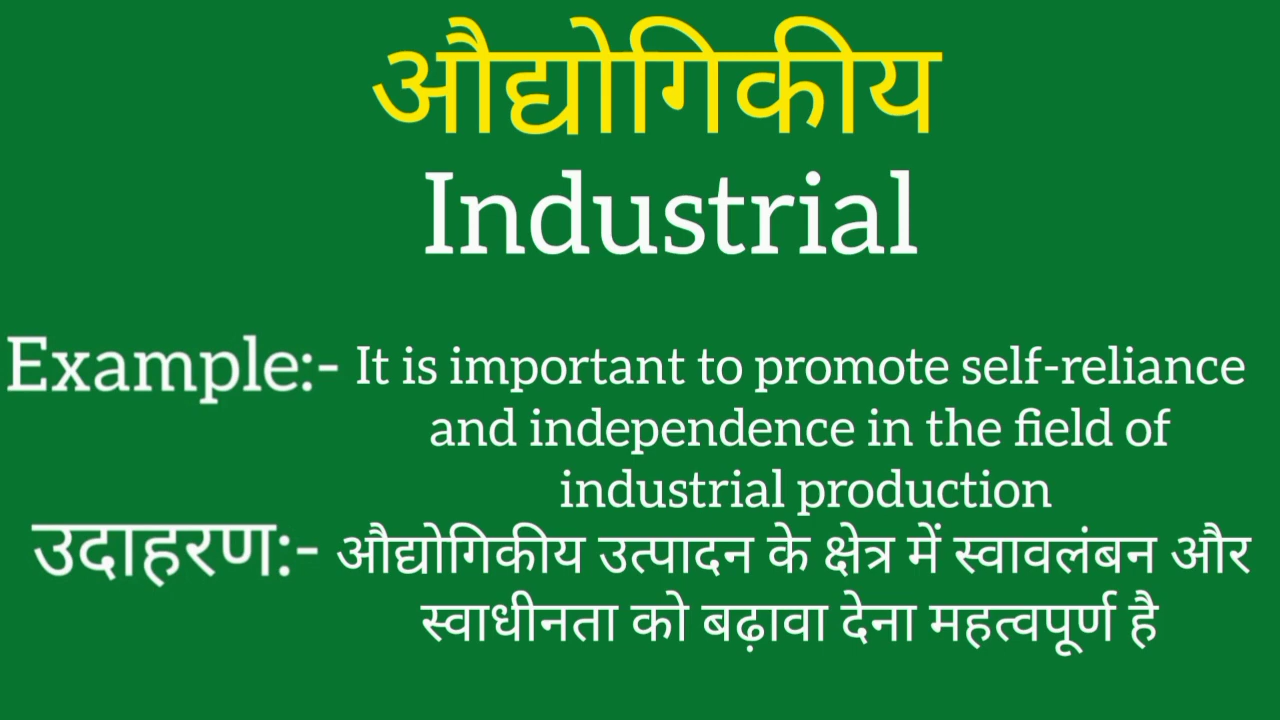 औद्योगिकीय
Industrial
Example:- It is important to promote self-reliance
and independence in the field of
industrial production
उदाहरण:- औद्योगिकीय उत्पादन के क्षेत्र में स्वावलंबन और
स्वाधीनता को बढ़ावा देना महत्वपूर्ण है